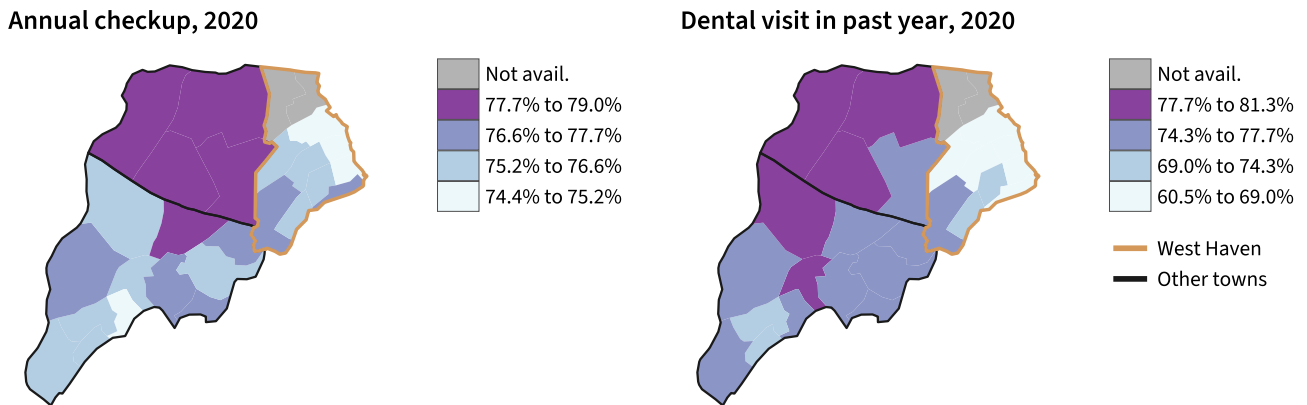 Annual checkup, 2020
Not avail.
77.7% to 79.0%
76.6% to 77.7%
75.2% to 76.6%
74.4% to 75.2%
Dental visit in past year, 2020
Not avail.
77.7% to 81.3%
74.3% to 77.7%
69.0% to 74.3%
60.5% to 69.0%
West Haven
Other towns